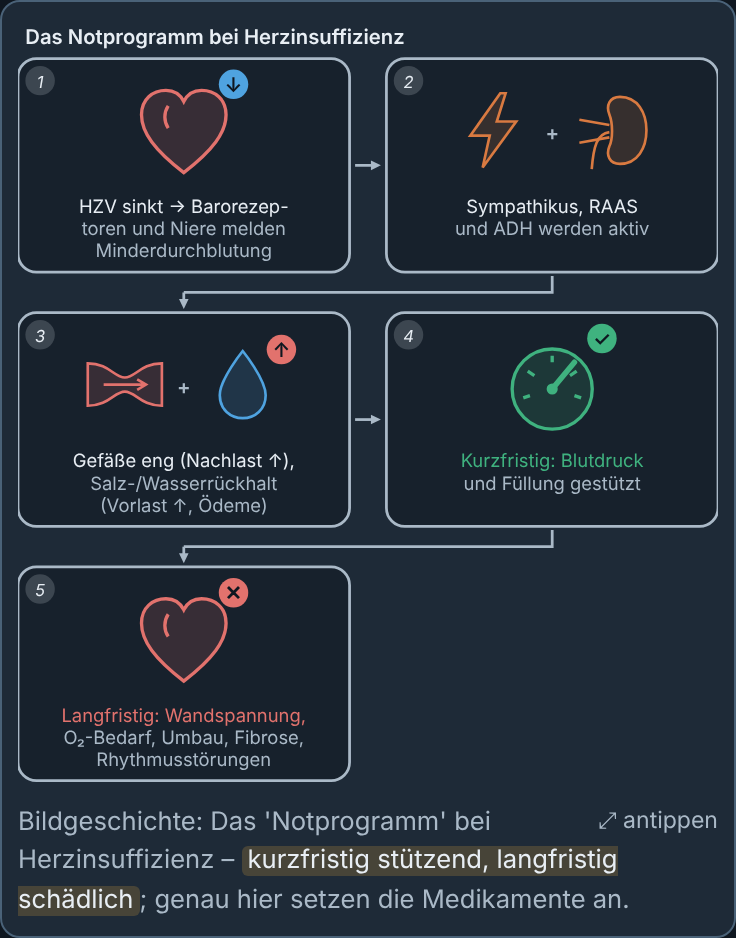 Das Notprogramm bei Herzinsuffizienz
1
HZV sinkt → Barorezep-
toren und Niere melden
Minderdurchblutung
2
+
Sympathikus, RAAS
und ADH werden aktiv
3
+
Gefäße eng (Nachlast ↑),
Salz-/Wasserrückhalt
(Vorlast ↑, Ödeme)
4
Kurzfristig: Blutdruck
und Füllung gestützt
5
Langfristig: Wandspannung,
O₂-Bedarf, Umbau, Fibrose,
Rhythmusstörungen
Bildgeschichte: Das 'Notprogramm' bei
⤢ antippen
Herzinsuffizienz – kurzfristig stützend, langfristig
schädlich; genau hier setzen die Medikamente an.